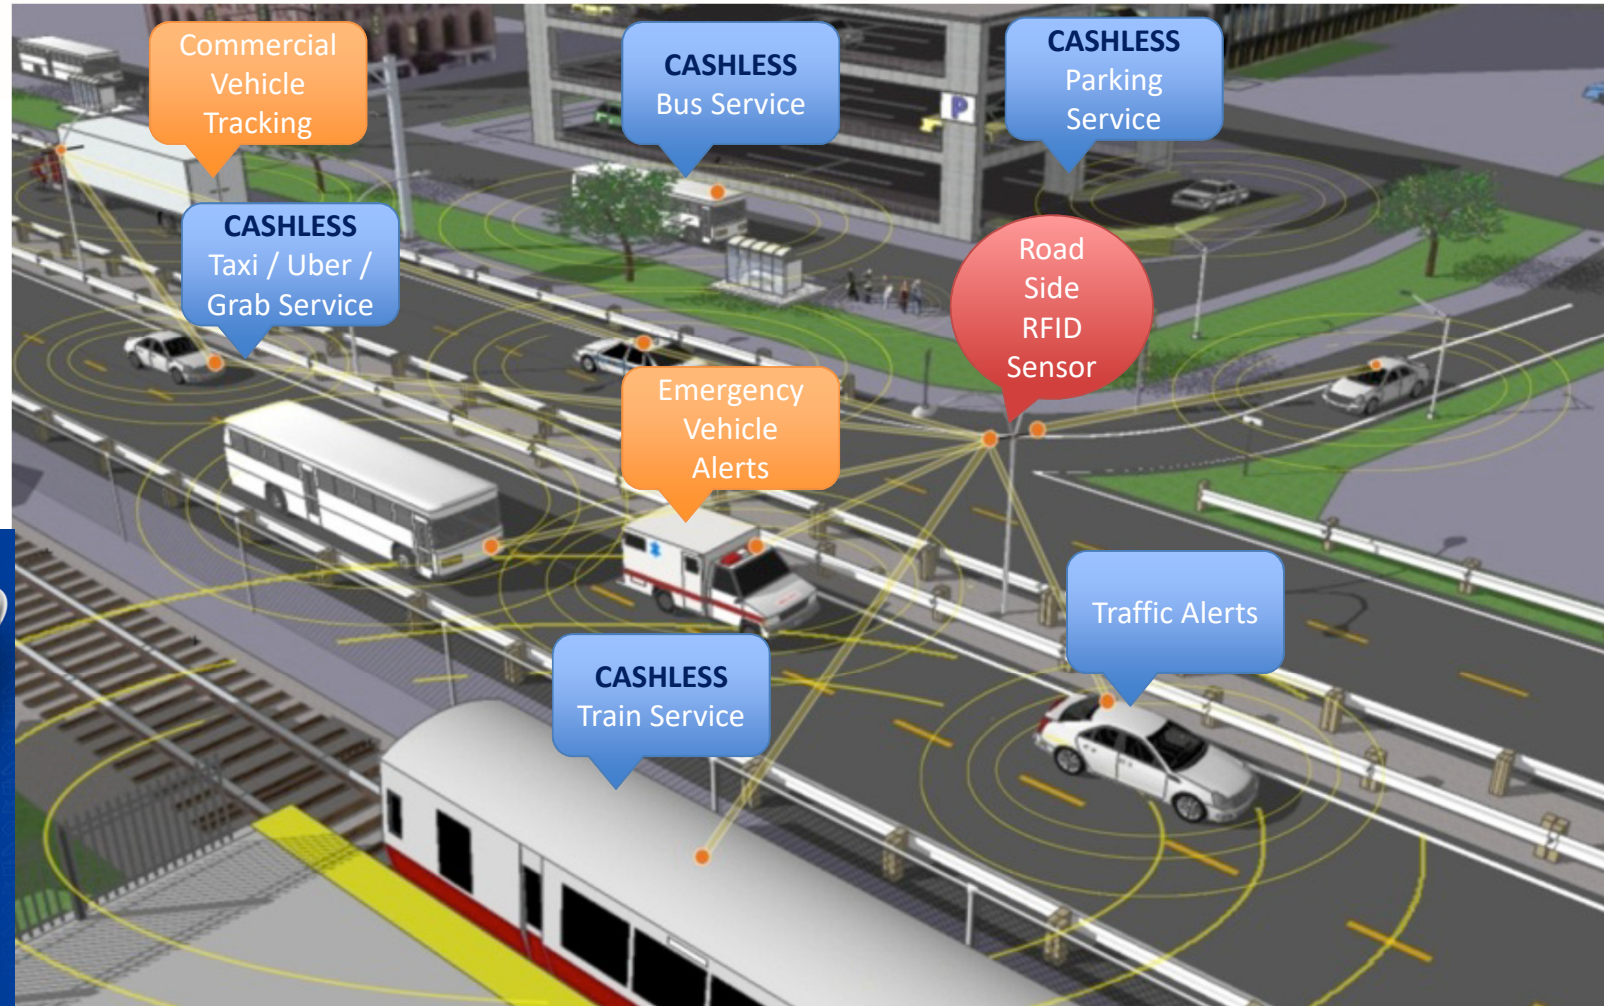 Commercial
Vehicle
Tracking
CASHLESS
Bus Service
CASHLESS
Parking
Service
P
CASHLESS
Taxi / Uber /
Grab Service
Road
Side
RFID
Sensor
Emergency
Vehicle
Alerts
Traffic Alerts
CASHLESS
Train Service